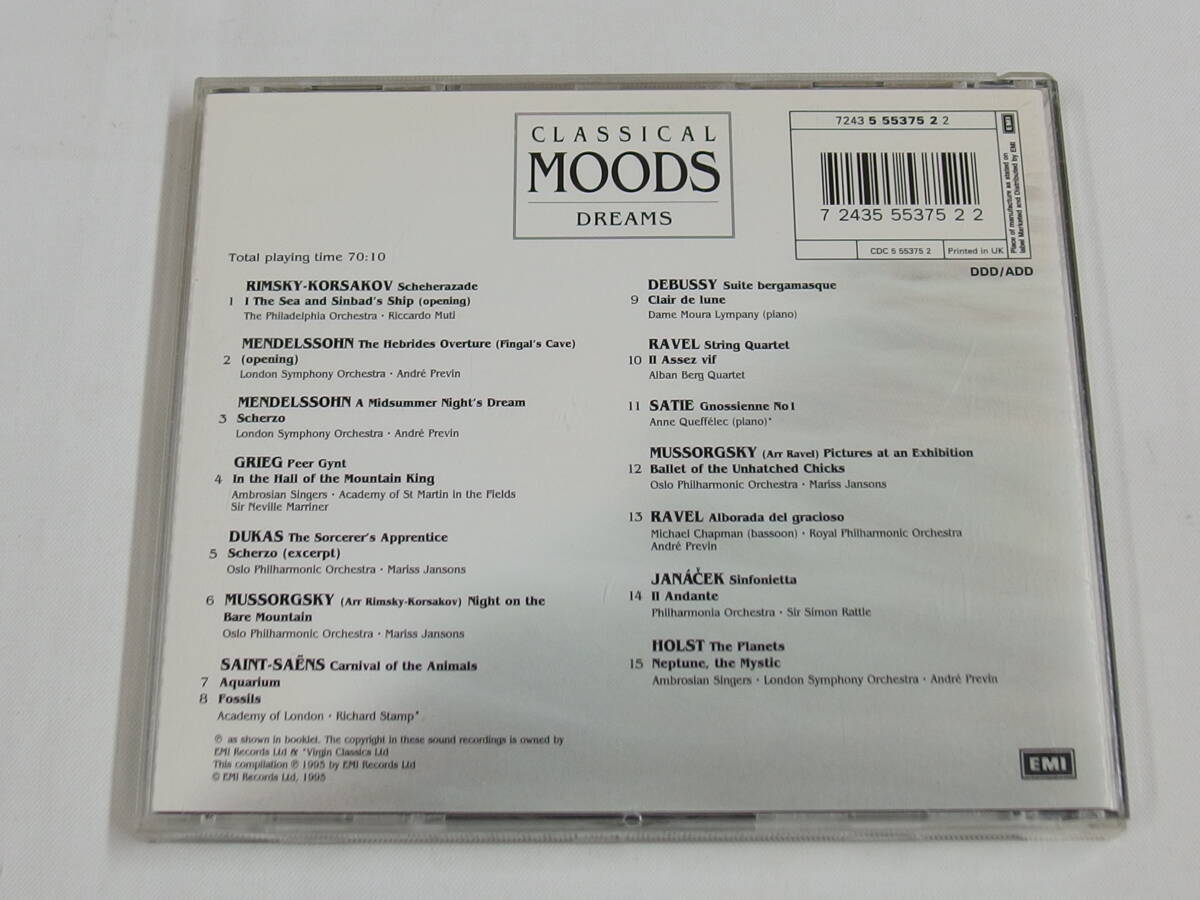 CLASSICAL
MOODS
DREAMS
7243 5 55375 2 2
7 24355 53755 22
CDC 5 55375 2
Printed in UK
Place of manufacture as stated on
label Marketed and Distributed by EMI
EMI
DDD/ADD
Total playing time 70:10
RIMSKY-KORSAKOV Scheherazade
1 I The Sea and Sinbad's Ship (opening)
The Philadelphia Orchestra · Riccardo Muti
MENDELSSOHN The Hebrides Overture (Fingal's Cave)
2 (opening)
London Symphony Orchestra · André Previn
MENDELSSOHN A Midsummer Night's Dream
3 Scherzo
London Symphony Orchestra · André Previn
GRIEG Peer Gynt
4 In the Hall of the Mountain King
Ambrosian Singers · Academy of St Martin in the Fields
Sir Neville Marriner
DUKAS The Sorcerer's Apprentice
5 Scherzo (excerpt)
Oslo Philharmonic Orchestra · Mariss Jansons
6 MUSSORGSKY (Arr Rimsky-Korsakov) Night on the
Bare Mountain
Oslo Philharmonic Orchestra · Mariss Jansons
SAINT-SAËNS Carnival of the Animals
7 Aquarium
8 Fossils
Academy of London · Richard Stamp*
℗ as shown in booklet. The copyright in these sound recordings is owned by
EMI Records Ltd & *Virgin Classics Ltd
This compilation ℗ 1995 by EMI Records Ltd
© EMI Records Ltd, 1995
DEBUSSY Suite bergamasque
9 Clair de lune
Dame Moura Lympany (piano)
RAVEL String Quartet
10 II Assez vif
Alban Berg Quartet
11 SATIE Gnossienne No1
Anne Queffélec (piano)*
MUSSORGSKY (Arr Ravel) Pictures at an Exhibition
12 Ballet of the Unhatched Chicks
Oslo Philharmonic Orchestra · Mariss Jansons
13 RAVEL Alborada del gracioso
Michael Chapman (bassoon) · Royal Philharmonic Orchestra
André Previn
JANÁČEK Sinfonietta
14 II Andante
Philharmonia Orchestra · Sir Simon Rattle
HOLST The Planets
15 Neptune, the Mystic
Ambrosian Singers · London Symphony Orchestra · André Previn
EMI